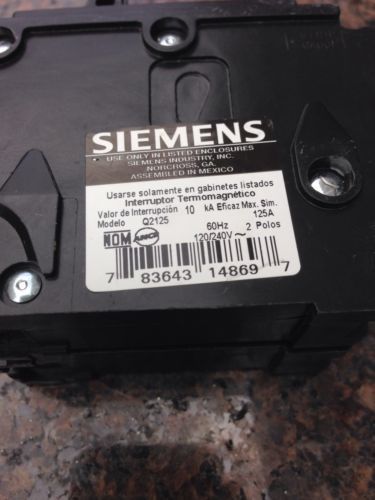 SIEMENS
USE ONLY IN LISTED ENCLOSURES
SIEMENS INDUSTRY, INC.
NORCROSS, GA.
ASSEMBLED IN MEXICO
Usarse solamente en gabinetes listados
Interruptor Termomagnético
Valor de Interrupción 10 kA Eficaz Max. Sim.
Modelo Q2125 125A
60Hz 2 Polos
NOM 120/240V ~
7 83643 14869 7